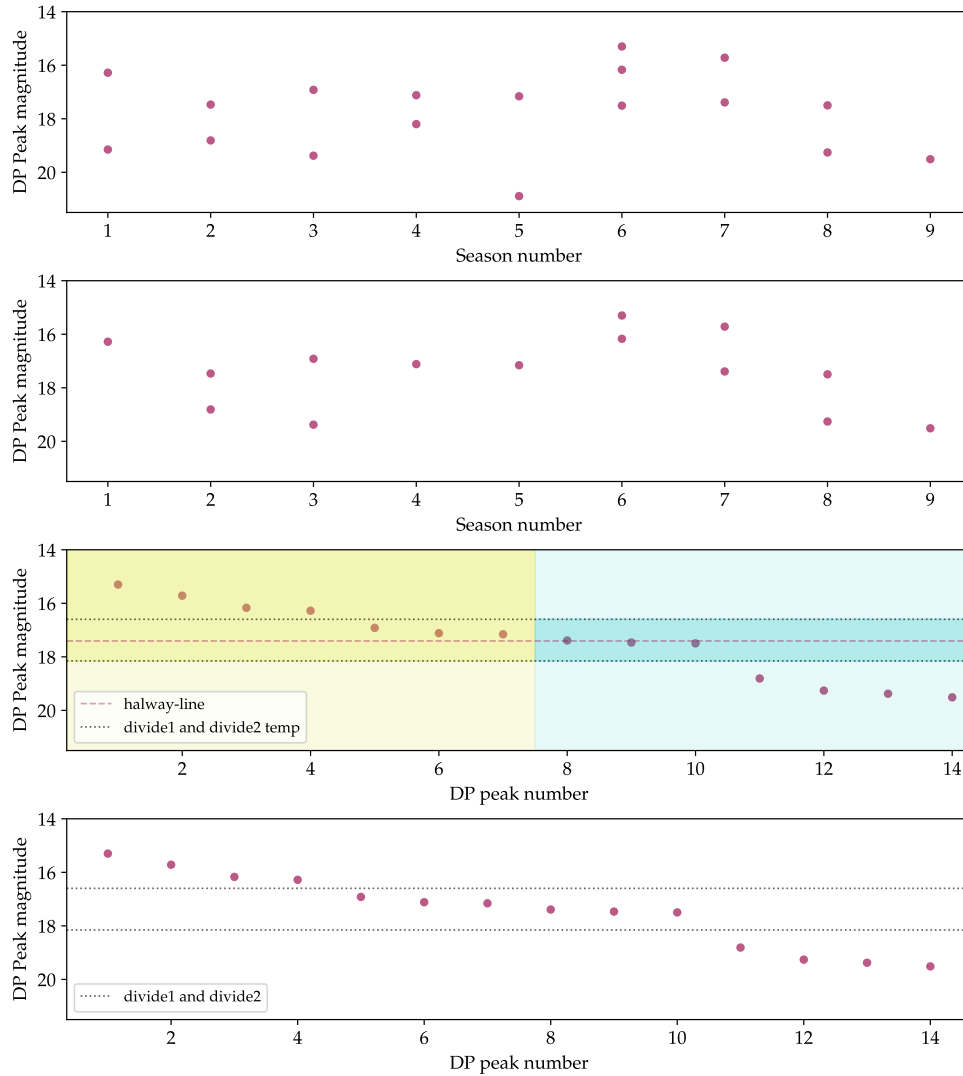 14
16
18
20
DP Peak magnitude
1 2 3 4 5 6 7 8 9
Season number
14
16
18
20
DP Peak magnitude
1 2 3 4 5 6 7 8 9
Season number
14
16
18
20
DP Peak magnitude
halway-line
divide1 and divide2 temp
2 4 6 8 10 12 14
DP peak number
14
16
18
20
DP Peak magnitude
divide1 and divide2
2 4 6 8 10 12 14
DP peak number